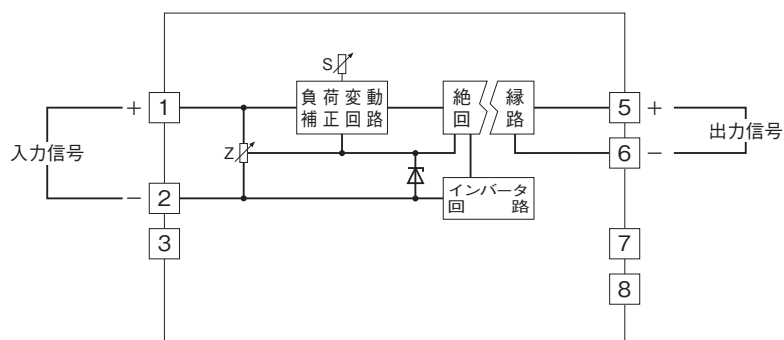 S
負荷変動
補正回路
絶
回
縁
路
+ 1
5 +
入力信号
Z
6 −
出力信号
− 2
インバータ
回路
3
7
8